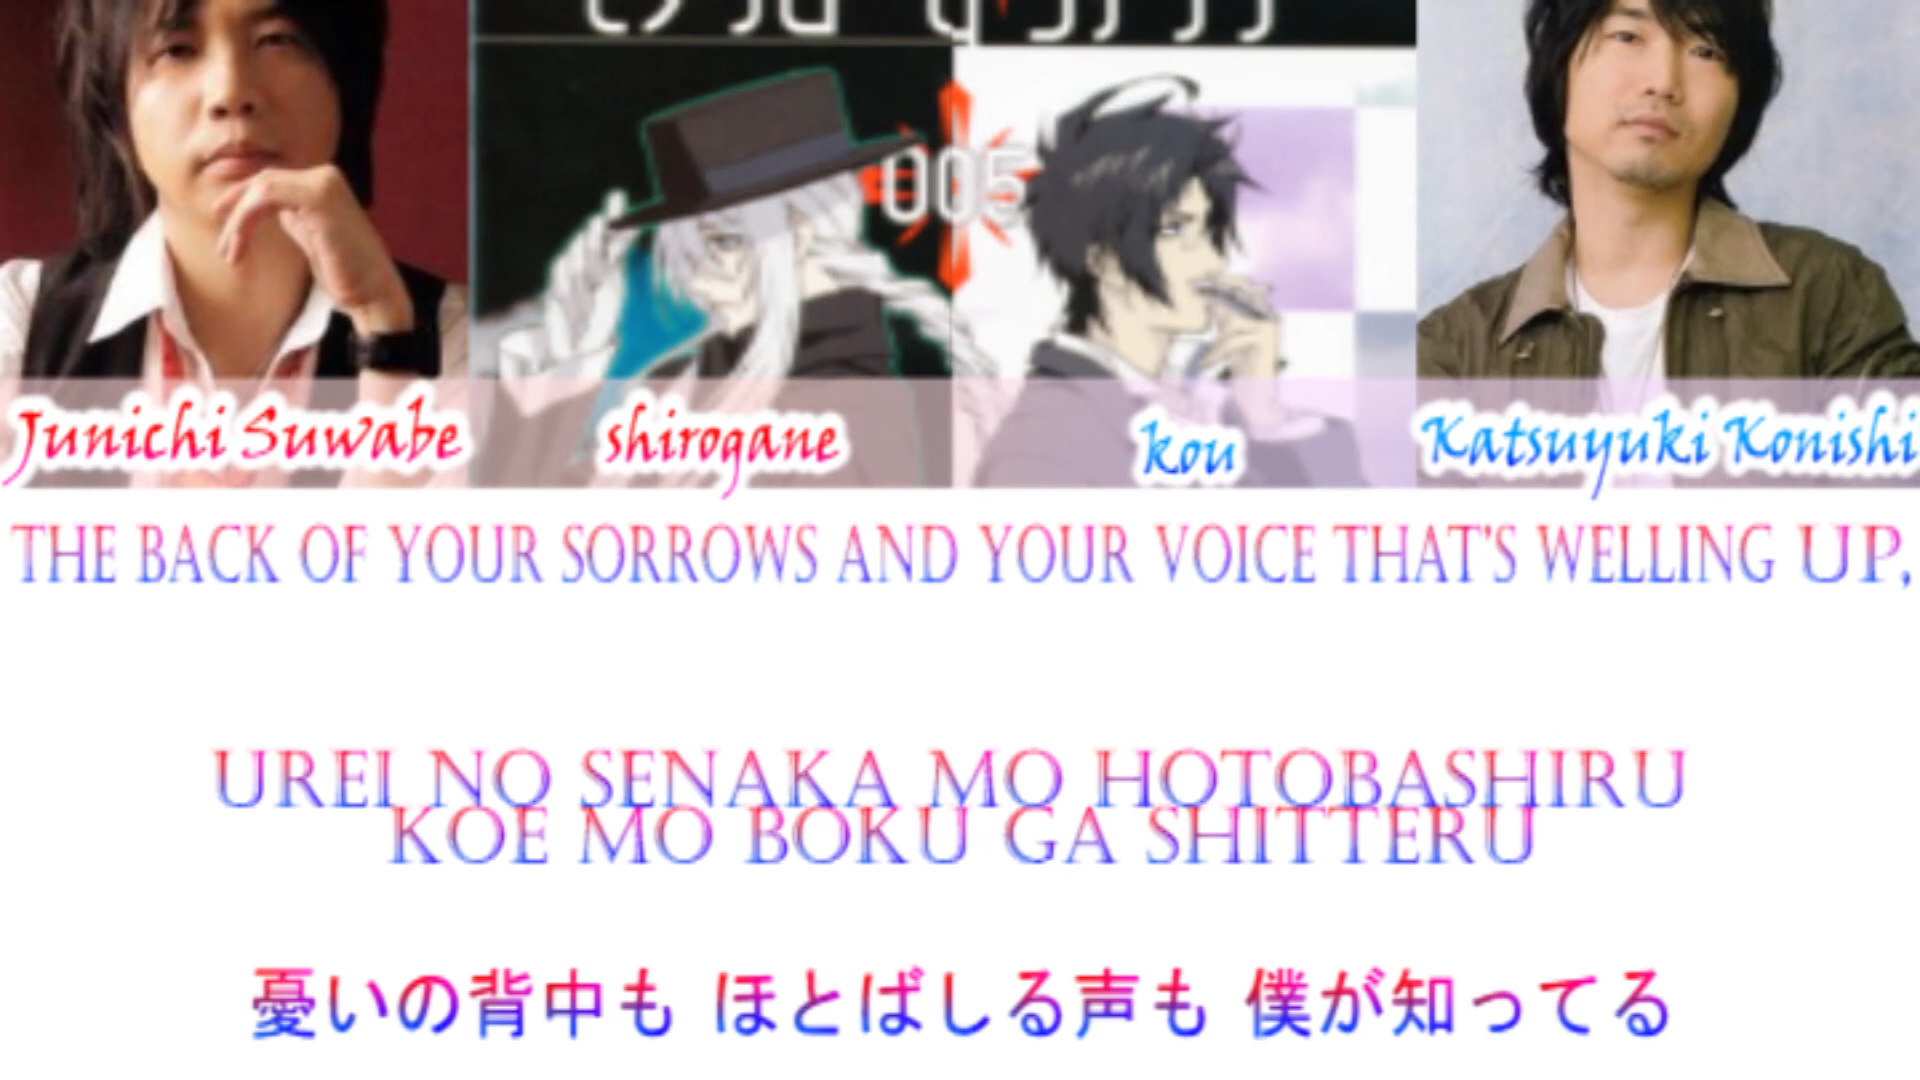 005
Junichi Suwabe
shirogane
kou
Katsuyuki Konishi
THE BACK OF YOUR SORROWS AND YOUR VOICE THAT'S WELLING UP,
UREI NO SENAKA MO HOTOBASHIRU
KOE MO BOKU GA SHITTERU
憂いの背中も ほとばしる声も 僕が知ってる